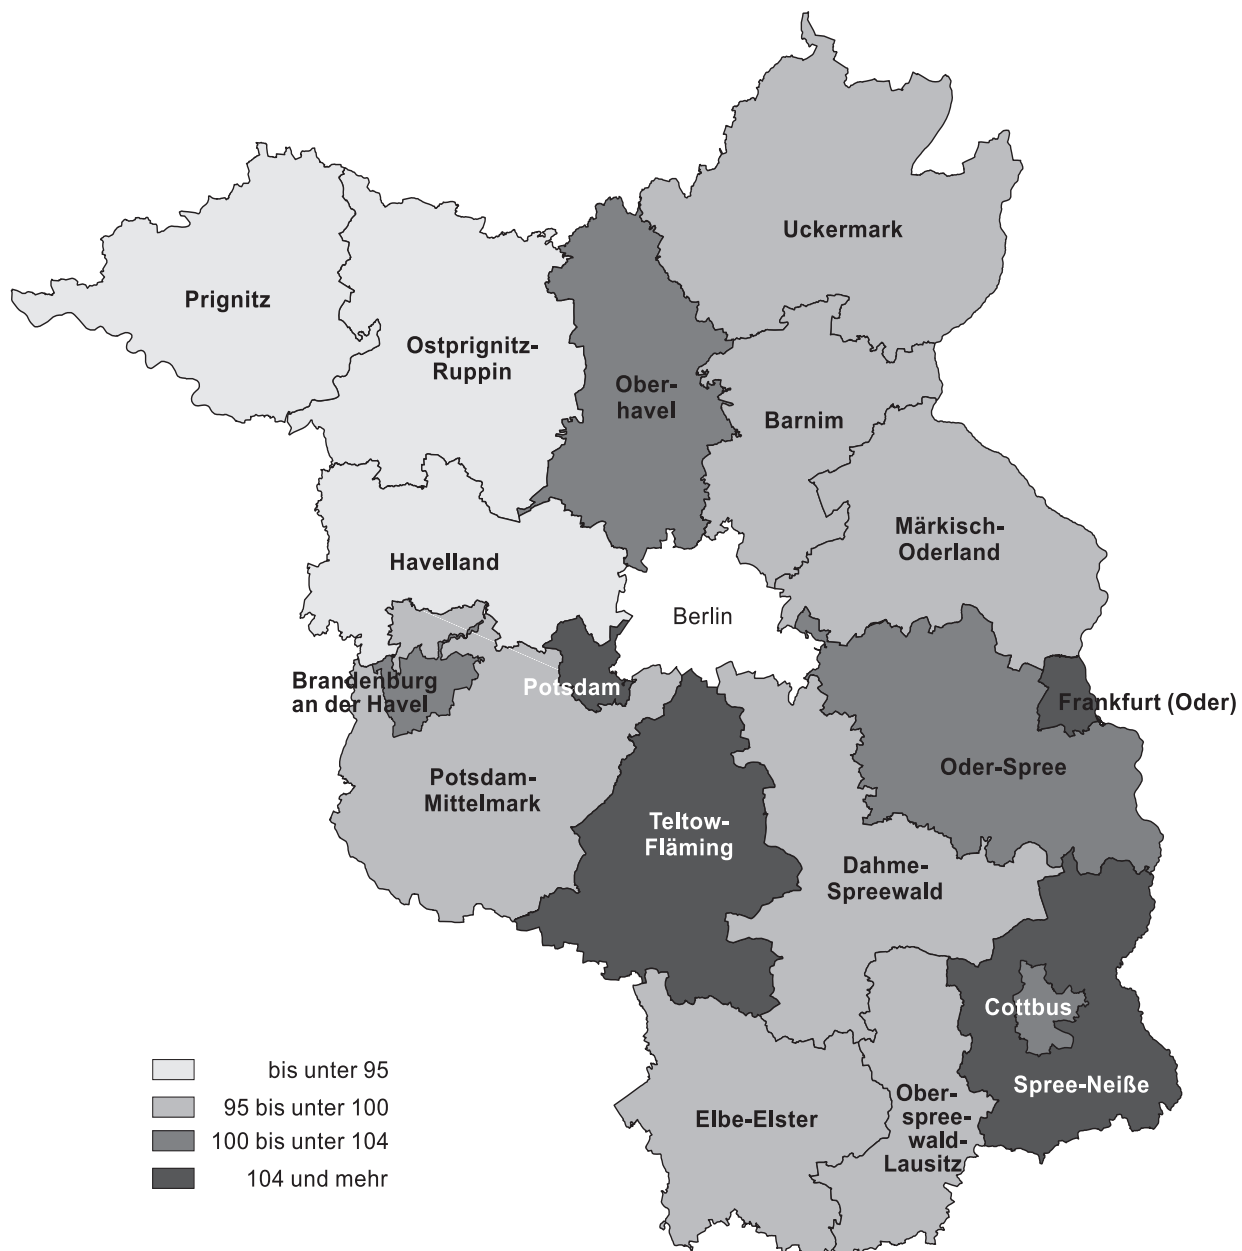 Uckermark
Prignitz
Ostprignitz-
Ruppin
Ober-
havel
Barnim
Märkisch-
Oderland
Havelland
Berlin
Brandenburg
an der Havel
Potsdam
Frankfurt (Oder)
Oder-Spree
Potsdam-
Mittelmark
Teltow-
Fläming
Dahme-
Spreewald
Cottbus
Spree-Neiße
Elbe-Elster
Ober-
spree-
wald-
Lausitz
bis unter 95
95 bis unter 100
100 bis unter 104
104 und mehr